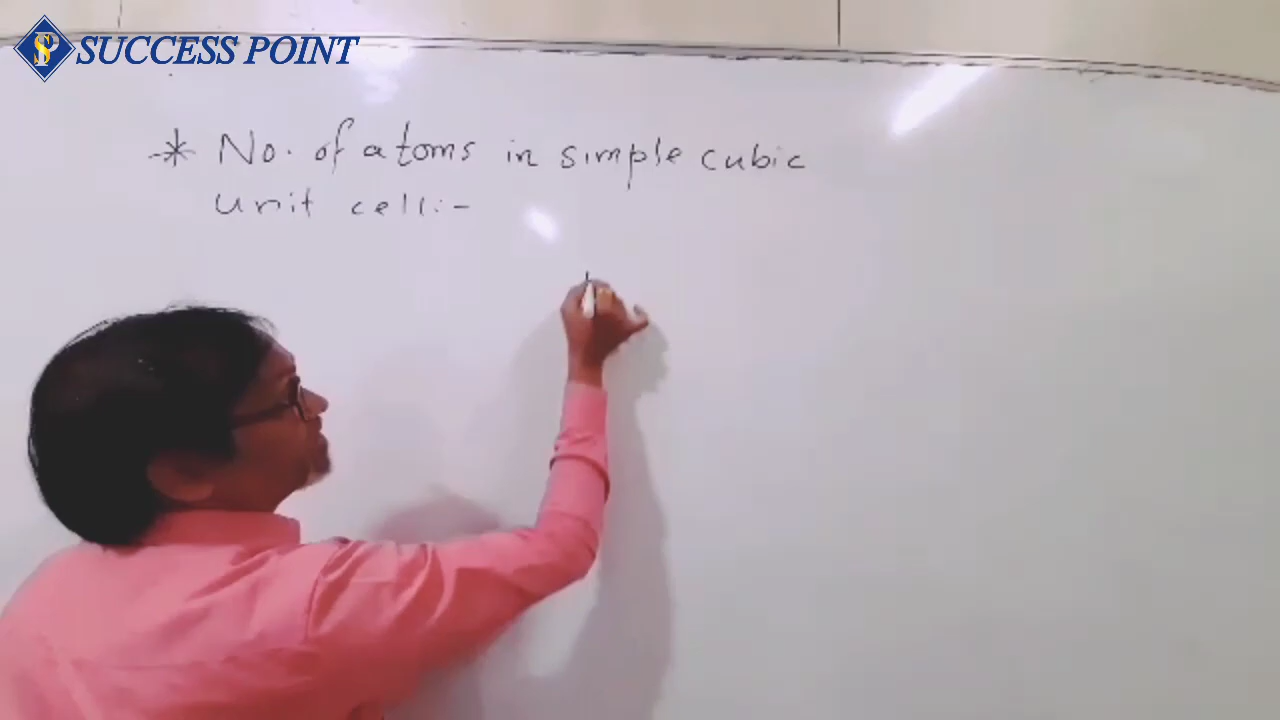 SUCCESS POINT
-* No. of atoms in simple cubic
unit cell:-